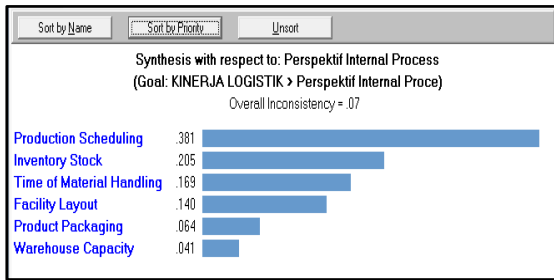 Sort by Name Sort by Priority Unsort
Synthesis with respect to: Perspektif Internal Process
(Goal: KINERJA LOGISTIK > Perspektif Internal Proce)
Overall Inconsistency = .07
Production Scheduling .381
Inventory Stock .205
Time of Material Handling .169
Facility Layout .140
Product Packaging .064
Warehouse Capacity .041